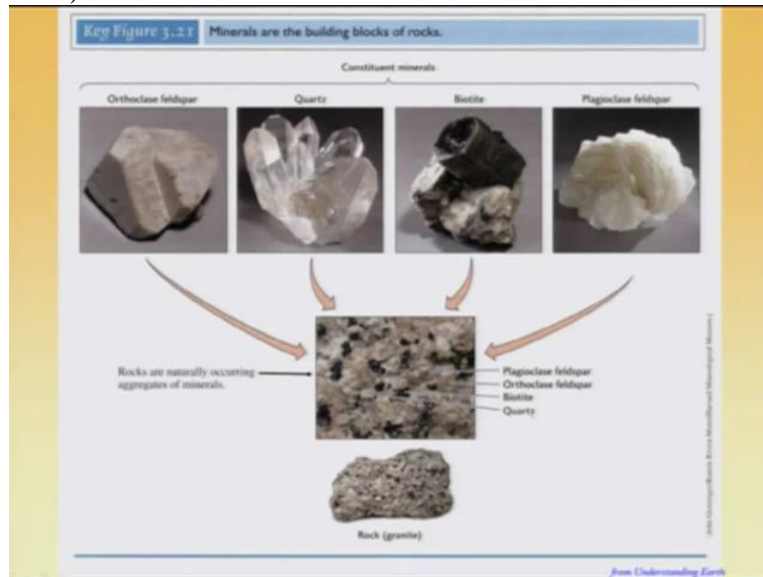 Key Figure 3.21 Minerals are the building blocks of rocks.
Constituent minerals
Orthoclase feldspar Quartz Biotite Plagioclase feldspar
Rocks are naturally occurring
aggregates of minerals.
Plagioclase feldspar
Orthoclase feldspar
Biotite
Quartz
Rock (granite)
from Understanding Earth